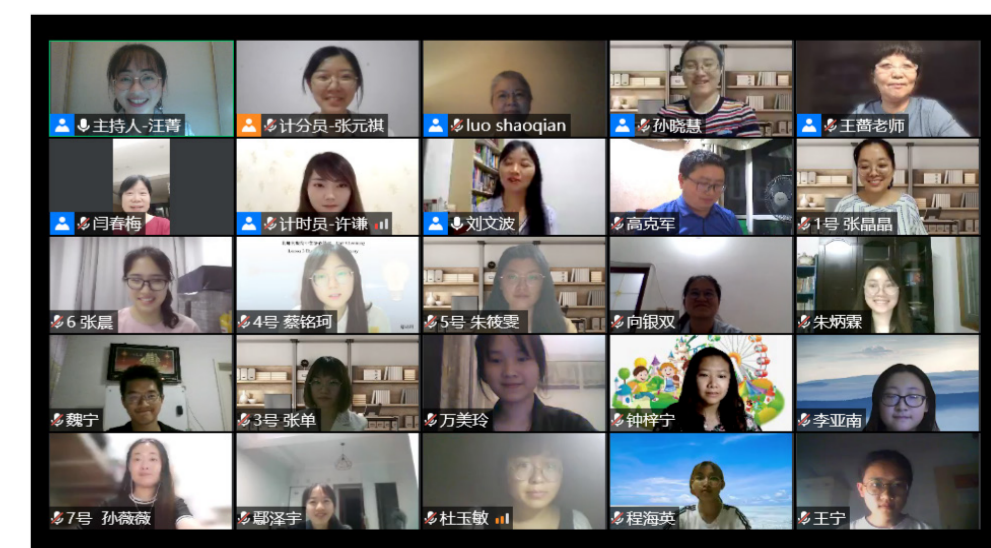 主持人-汪菁
计分员-张元祺
luo shaoqian
孙晓慧
王蔷老师
闫春梅
计时员-许谦
刘文波
高克军
1号 张晶晶
6 张晨
4号 蔡铭珂
5号 朱筱雯
向银双
朱炳霖
魏宁
3号 张单
万美玲
钟梓宁
李亚南
7号 孙薇薇
鄢泽宇
杜玉敏
程海英
王宁